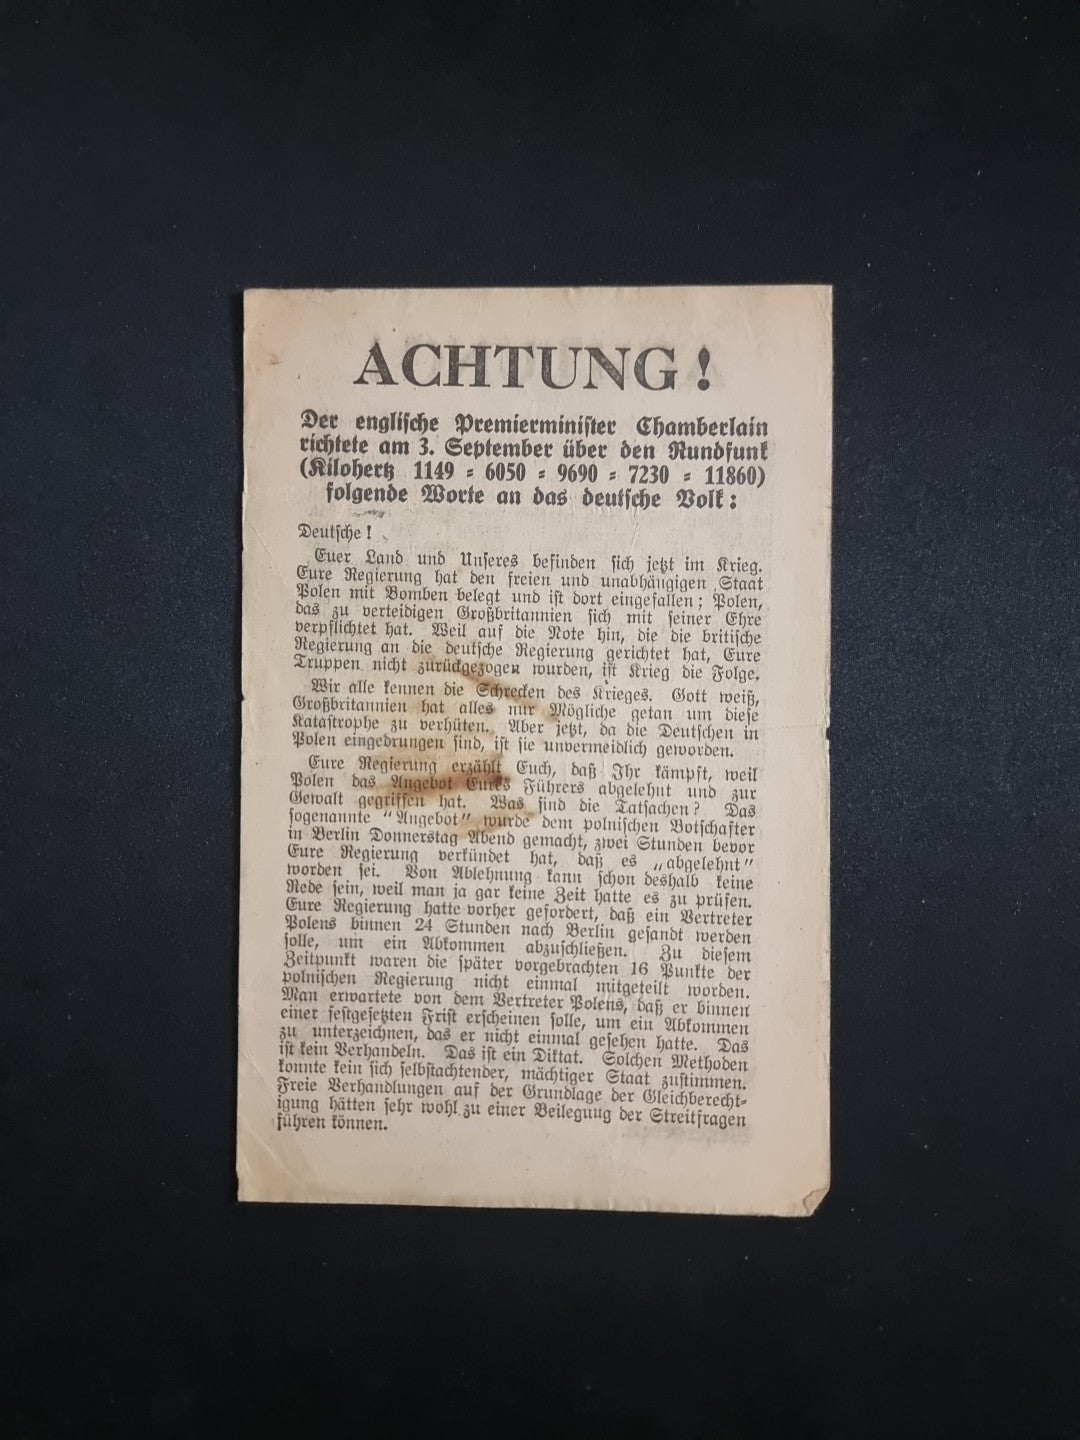 ACHTUNG!
Der englische Premierminister Chamberlain
richtete am 3. September über den Rundfunk
(Kilohertz 1149 = 6050 = 9690 = 7230 = 11860)
folgende Worte an das deutsche Volk:
Deutsche!
Euer Land und Unseres befinden sich jetzt im Krieg.
Eure Regierung hat den freien und unabhängigen Staat
Polen mit Bomben belegt und ist dort eingefallen; Polen,
das zu verteidigen Großbritannien sich mit seiner Ehre
verpflichtet hat. Weil auf die Note hin, die die britische
Regierung an die deutsche Regierung gerichtet hat, Eure
Truppen nicht zurückgezogen wurden, ist Krieg die Folge.
Wir alle kennen die Schrecken des Krieges. Gott weiß,
Großbritannien hat alles nur Mögliche getan um diese
Katastrophe zu verhüten. Aber jetzt, da die Deutschen in
Polen eingedrungen sind, ist sie unvermeidlich geworden.
Eure Regierung erzählt Euch, daß Ihr kämpft, weil
Polen das Angebot Eures Führers abgelehnt und zur
Gewalt gegriffen hat. Was sind die Tatsachen? Das
sogenannte "Angebot" wurde dem polnischen Botschafter
in Berlin Donnerstag Abend gemacht, zwei Stunden bevor
Eure Regierung verkündet hat, daß es „abgelehnt"
worden sei. Von Ablehnung kann schon deshalb keine
Rede sein, weil man ja gar keine Zeit hatte es zu prüfen.
Eure Regierung hatte vorher gefordert, daß ein Vertreter
Polens binnen 24 Stunden nach Berlin gesandt werden
solle, um ein Abkommen abzuschließen. Zu diesem
Zeitpunkt waren die später vorgebrachten 16 Punkte der
polnischen Regierung nicht einmal mitgeteilt worden.
Man erwartete von dem Vertreter Polens, daß er binnen
einer festgesetzten Frist erscheinen solle, um ein Abkommen
zu unterzeichnen, das er nicht einmal gesehen hatte. Das
ist kein Verhandeln. Das ist ein Diktat. Solchen Methoden
konnte kein sich selbstachtender, mächtiger Staat zustimmen.
Freie Verhandlungen auf der Grundlage der Gleichberecht-
igung hätten sehr wohl zu einer Beilegung der Streitfragen
führen können.